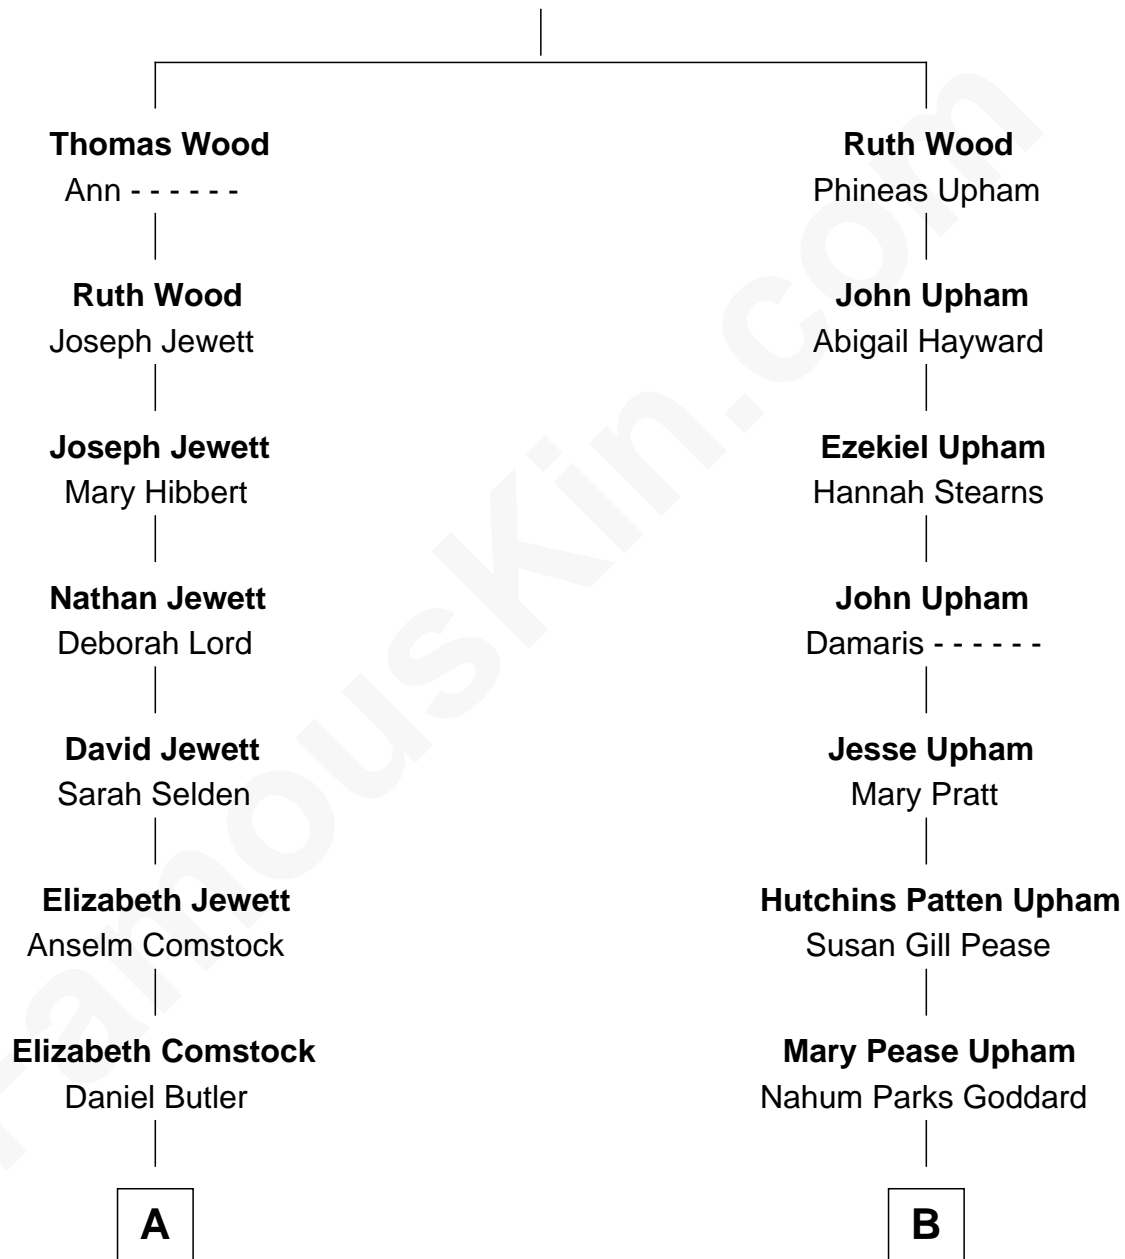 Thomas Wood
Ann - - - - - -
Ruth Wood
Joseph Jewett
Joseph Jewett
Mary Hibbert
Nathan Jewett
Deborah Lord
David Jewett
Sarah Selden
Elizabeth Jewett
Anselm Comstock
Elizabeth Comstock
Daniel Butler
A
Ruth Wood
Phineas Upham
John Upham
Abigail Hayward
Ezekiel Upham
Hannah Stearns
John Upham
Damaris - - - - - -
Jesse Upham
Mary Pratt
Hutchins Patten Upham
Susan Gill Pease
Mary Pease Upham
Nahum Parks Goddard
B
FamousKin.com